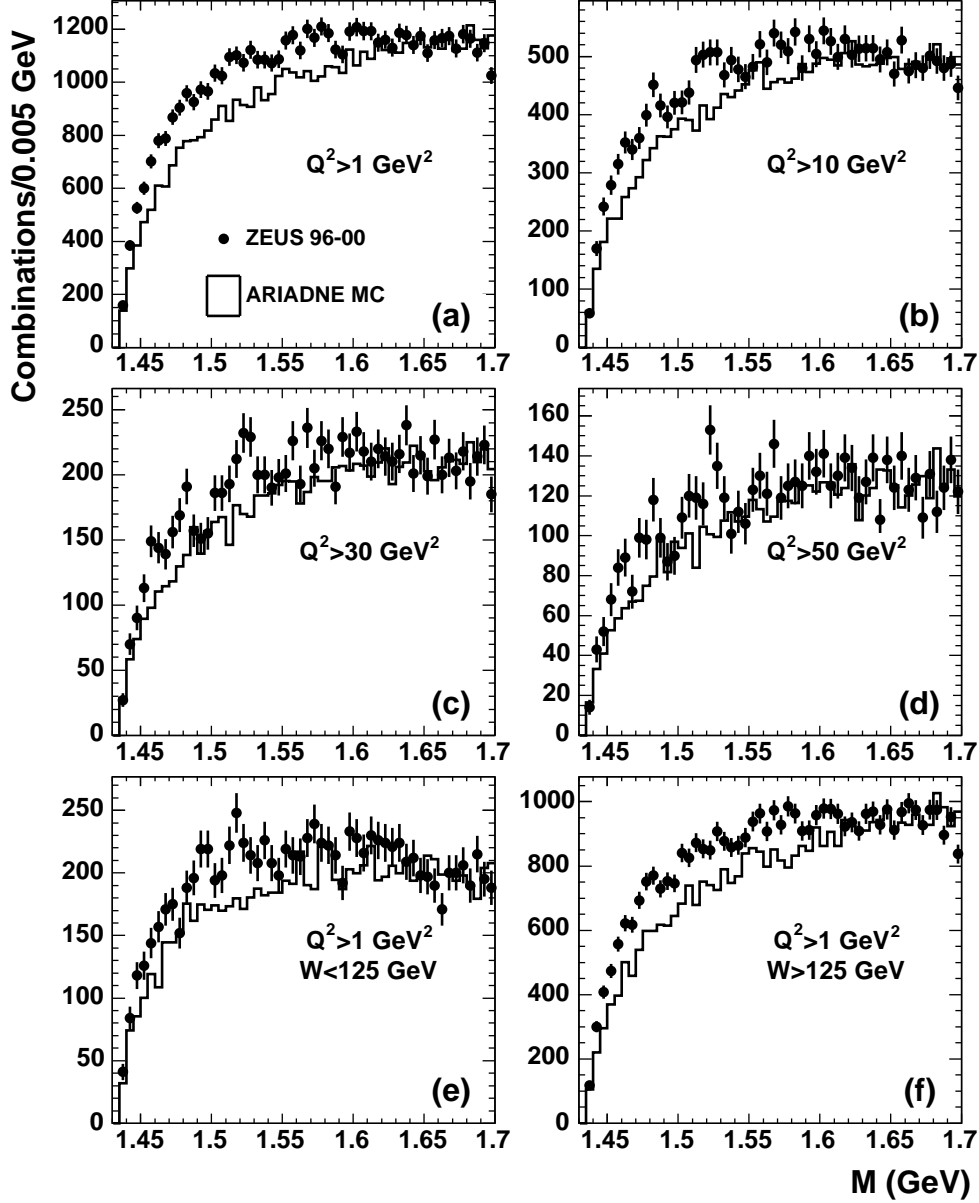 Combinations/0.005 GeV
1200
1000
800
600
400
200
0
Q²>1 GeV²
ZEUS 96-00
ARIADNE MC
(a)
1.45 1.5 1.55 1.6 1.65 1.7
500
400
300
200
100
0
Q²>10 GeV²
(b)
1.45 1.5 1.55 1.6 1.65 1.7
250
200
150
100
50
0
Q²>30 GeV²
(c)
1.45 1.5 1.55 1.6 1.65 1.7
160
140
120
100
80
60
40
20
0
Q²>50 GeV²
(d)
1.45 1.5 1.55 1.6 1.65 1.7
250
200
150
100
50
0
Q²>1 GeV²
W<125 GeV
(e)
1.45 1.5 1.55 1.6 1.65 1.7
1000
800
600
400
200
0
Q²>1 GeV²
W>125 GeV
(f)
1.45 1.5 1.55 1.6 1.65 1.7
M (GeV)